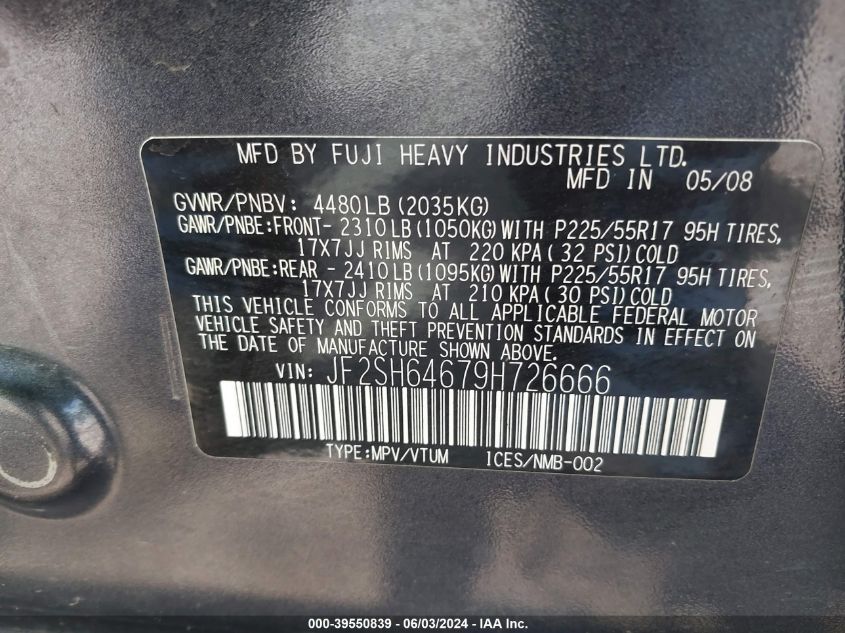 MFD BY FUJI HEAVY INDUSTRIES LTD.
MFD IN 05/08
GVWR/PNBV: 4480LB (2035KG)
GAWR/PNBE:FRONT- 2310LB (1050KG) WITH P225/55R17 95H TIRES,
17X7JJ RIMS AT 220 KPA ( 32 PSI) COLD
GAWR/PNBE:REAR - 2410LB (1095KG) WITH P225/55R17 95H TIRES,
17X7JJ RIMS AT 210 KPA ( 30 PSI) COLD
THIS VEHICLE CONFORMS TO ALL APPLICABLE FEDERAL MOTOR
VEHICLE SAFETY AND THEFT PREVENTION STANDARDS IN EFFECT ON
THE DATE OF MANUFACTURE SHOWN ABOVE.
VIN: JF2SH64679H726666
TYPE:MPV/VTUM ICES/NMB-002
000-39550839 - 06/03/2024 - IAA Inc.